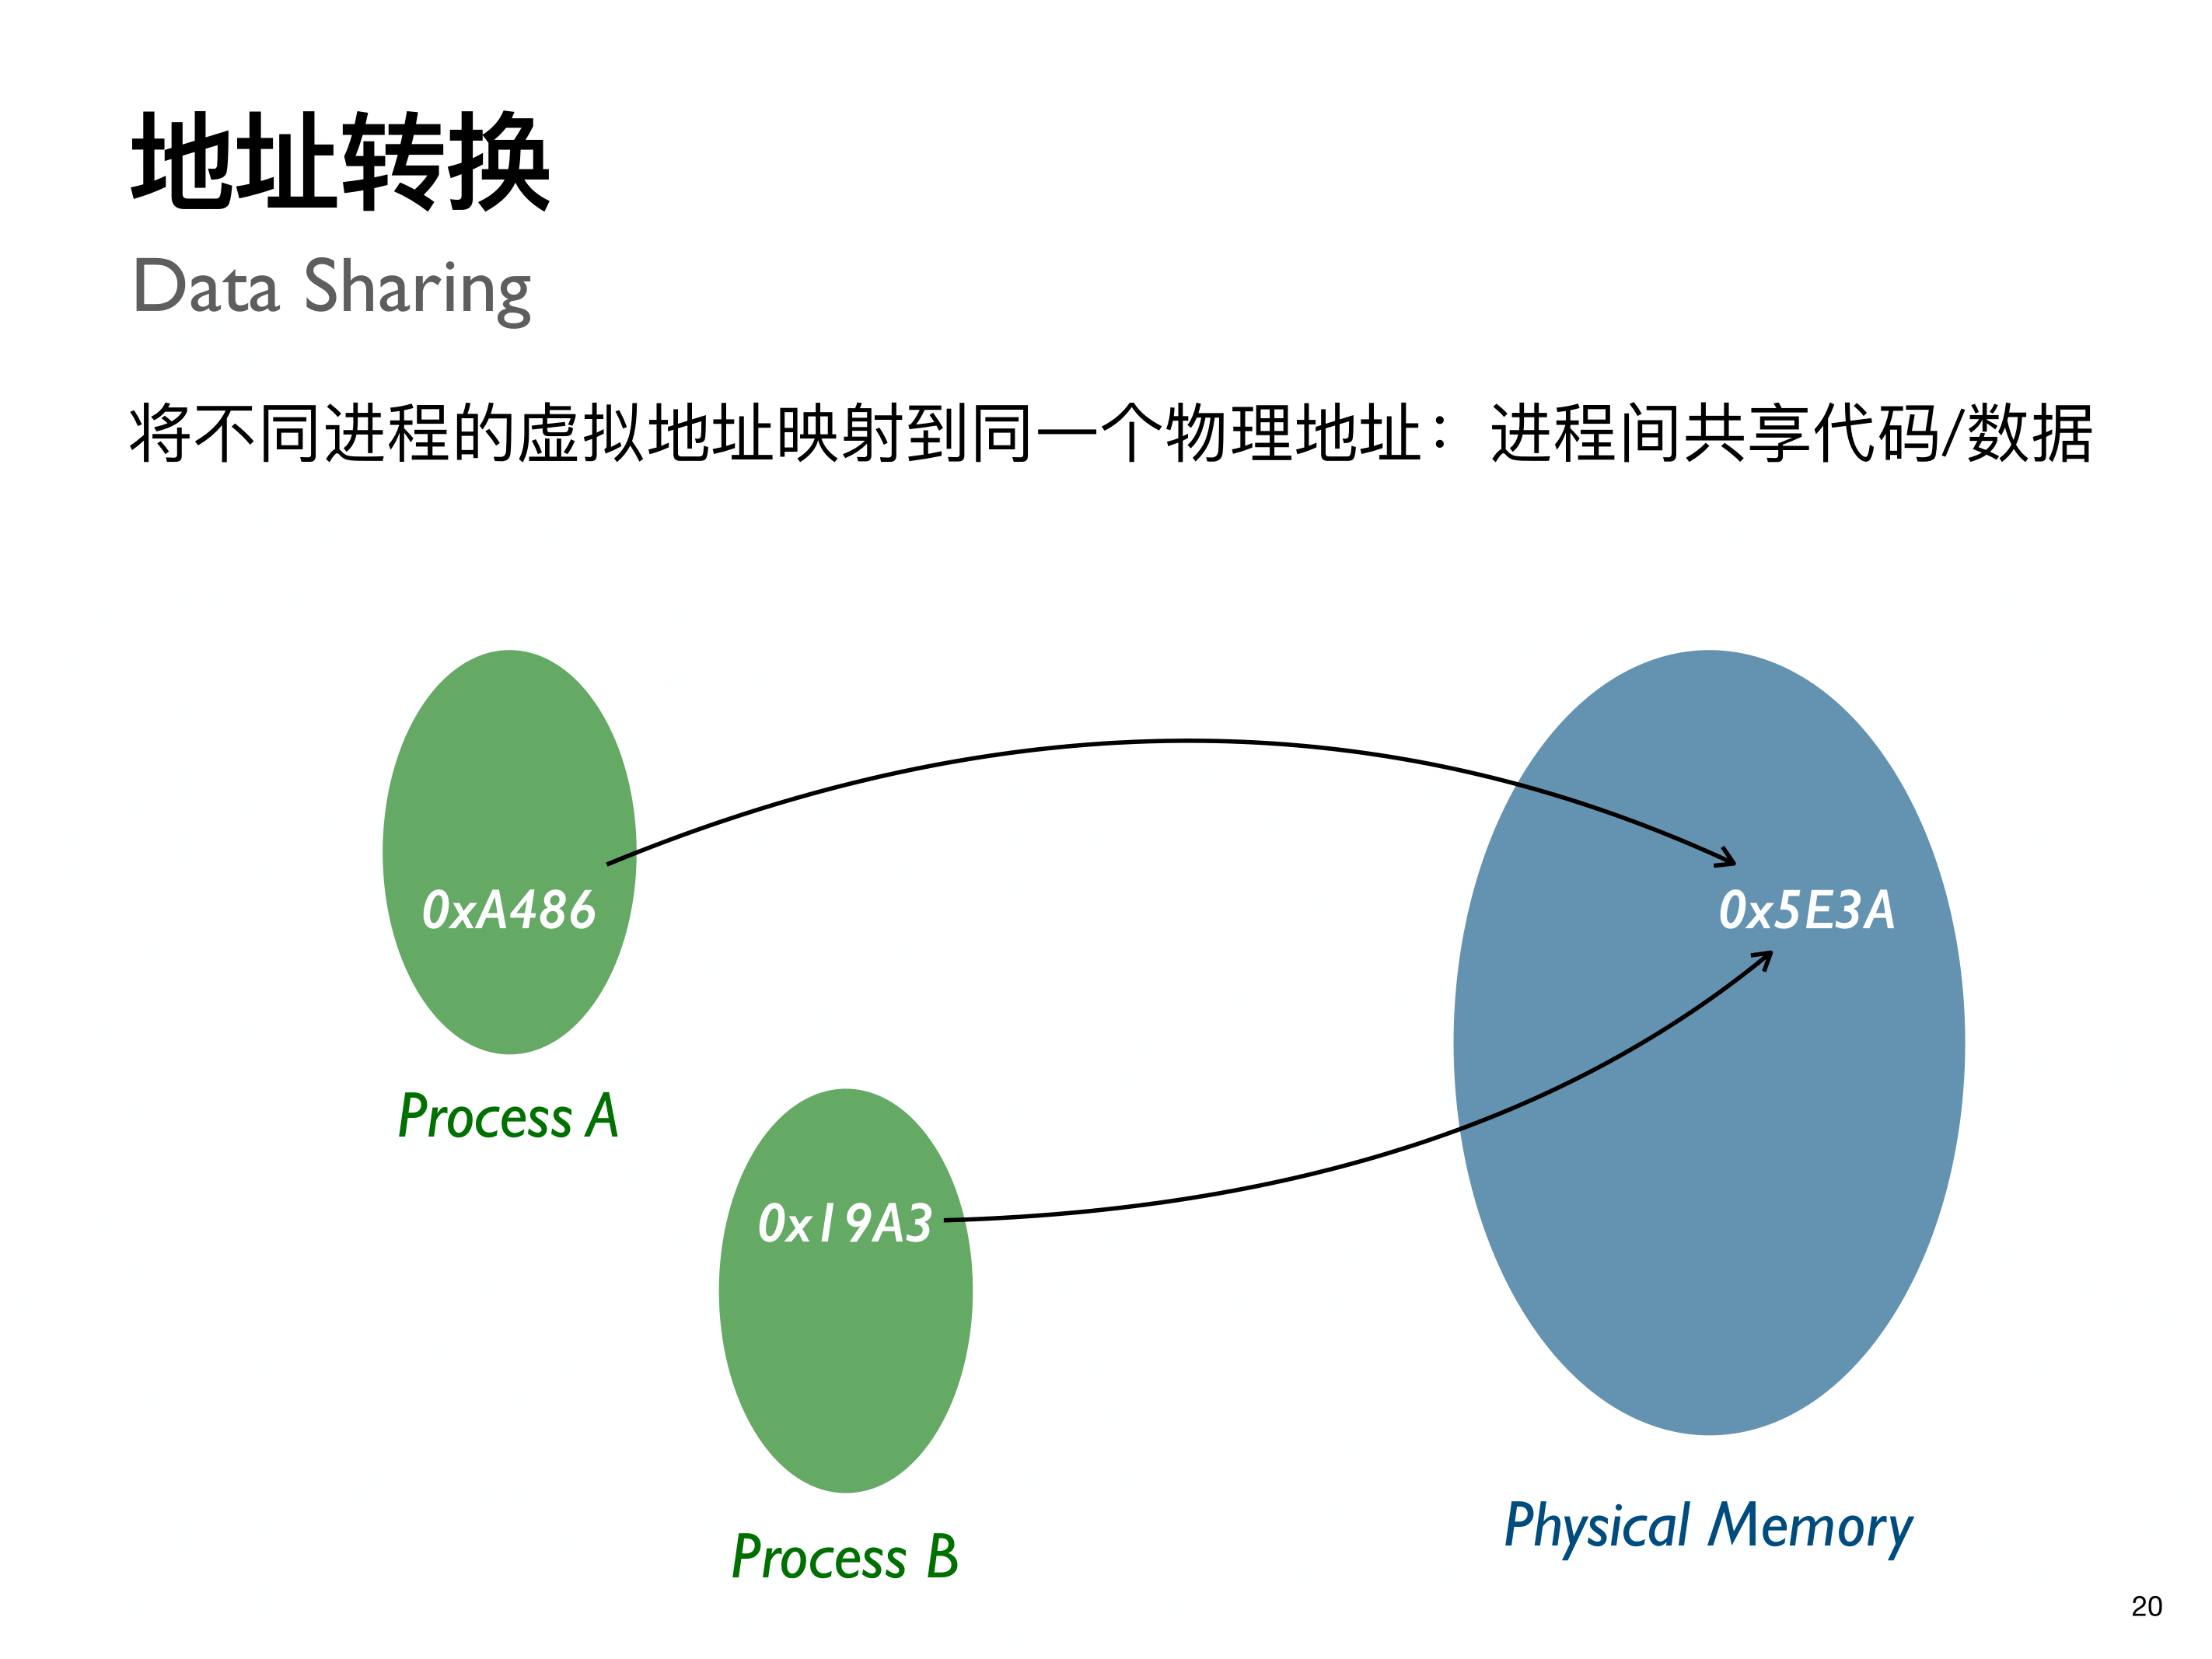 地址转换
Data Sharing
将不同进程的虚拟地址映射到同一个物理地址：进程间共享代码/数据
0xA486
0x5E3A
Process A
0x19A3
Process B
Physical Memory
20